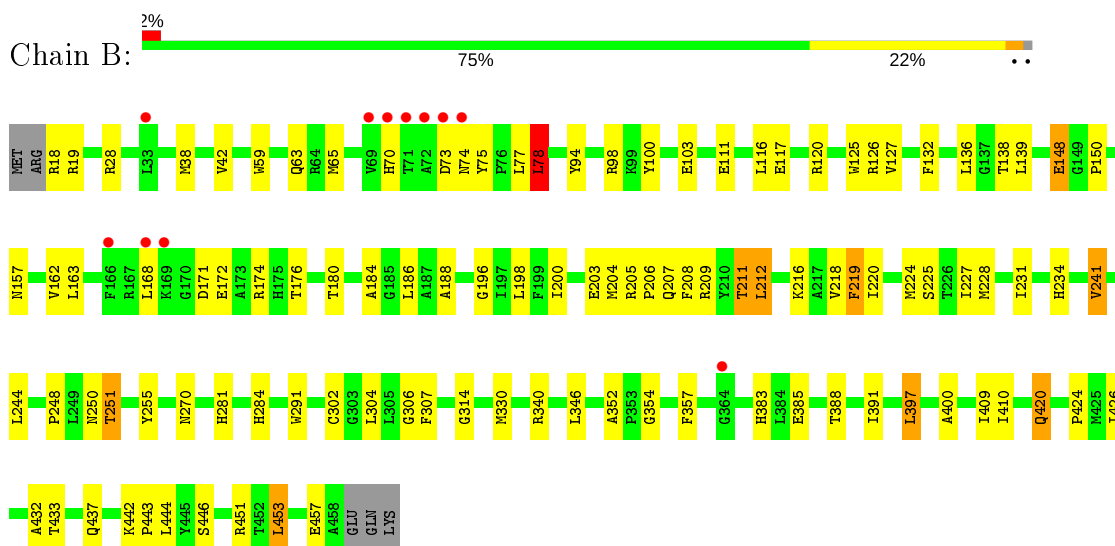 2%
Chain B:
75% 22% • •
MET ARG R18 R19 R28 L33 M38 V42 W59 Q63 R64 M65 V69 H70 T71 A72 D73 N74 Y75 P76 L77 L78 Y94 R98 K99 Y100 E103 E111 L116 E117 R120 W125 R126 V127 F132 L136 G137 T138 L139 E148 G149 P150
N157 V162 L163 F166 R167 L168 K169 G170 D171 E172 A173 R174 H175 T176 T180 A184 G185 L186 A187 A188 G196 I197 L198 F199 I200 E203 M204 R205 P206 Q207 F208 R209 Y210 T211 L212 K216 A217 V218 F219 I220 M224 S225 T226 I227 M228 I231 H234 V241
L244 P248 L249 N250 T251 Y255 N270 H281 H284 W291 C302 G303 L304 L305 G306 F307 G314 M330 R340 L346 A352 P353 G354 F357 G364 H383 L384 E385 T388 I391 L397 A400 I409 I410 Q420 P424 M425
A432 T433 Q437 K442 P443 L444 Y445 S446 R451 T452 L453 E457 A458 GLU GLN LYS